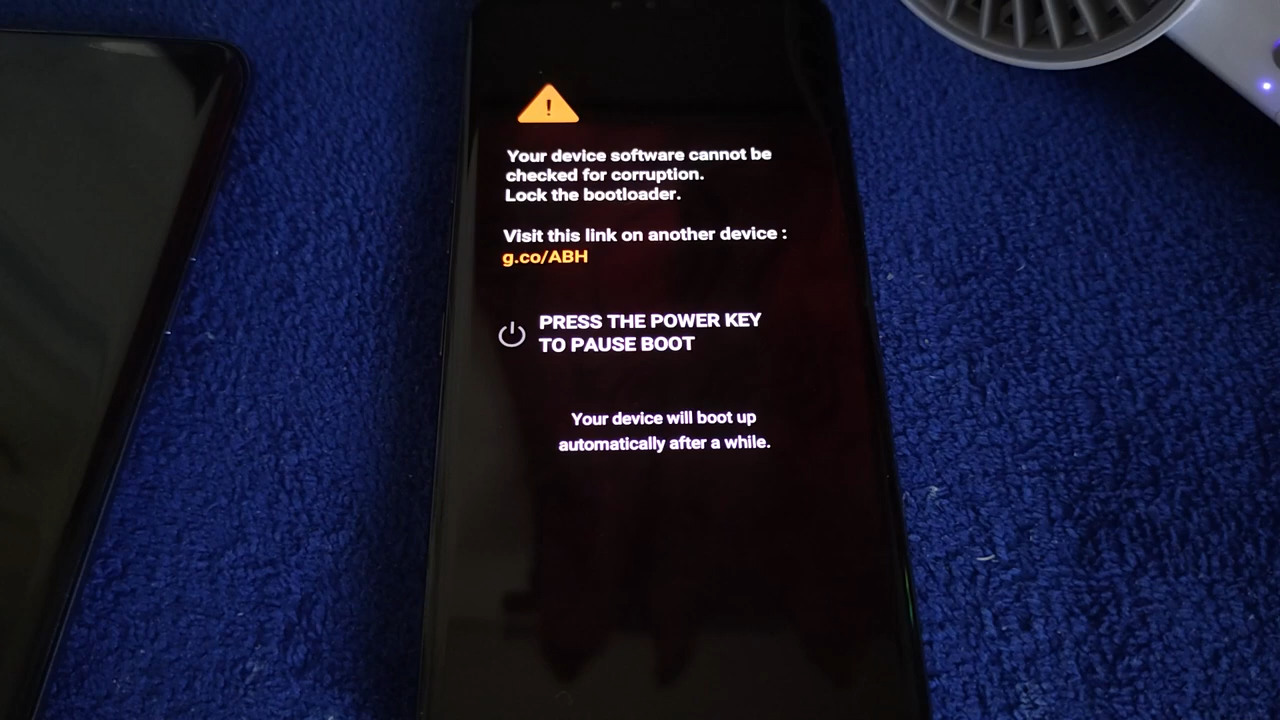 Your device software cannot be
checked for corruption.
Lock the bootloader.
Visit this link on another device :
g.co/ABH
PRESS THE POWER KEY
TO PAUSE BOOT
Your device will boot up
automatically after a while.